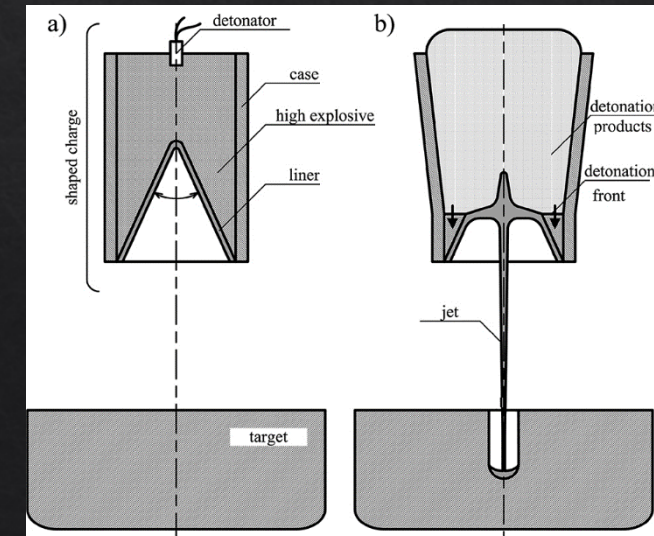 a)
detonator
case
high explosive
liner
shaped charge
target
b)
detonation
products
detonation
front
jet